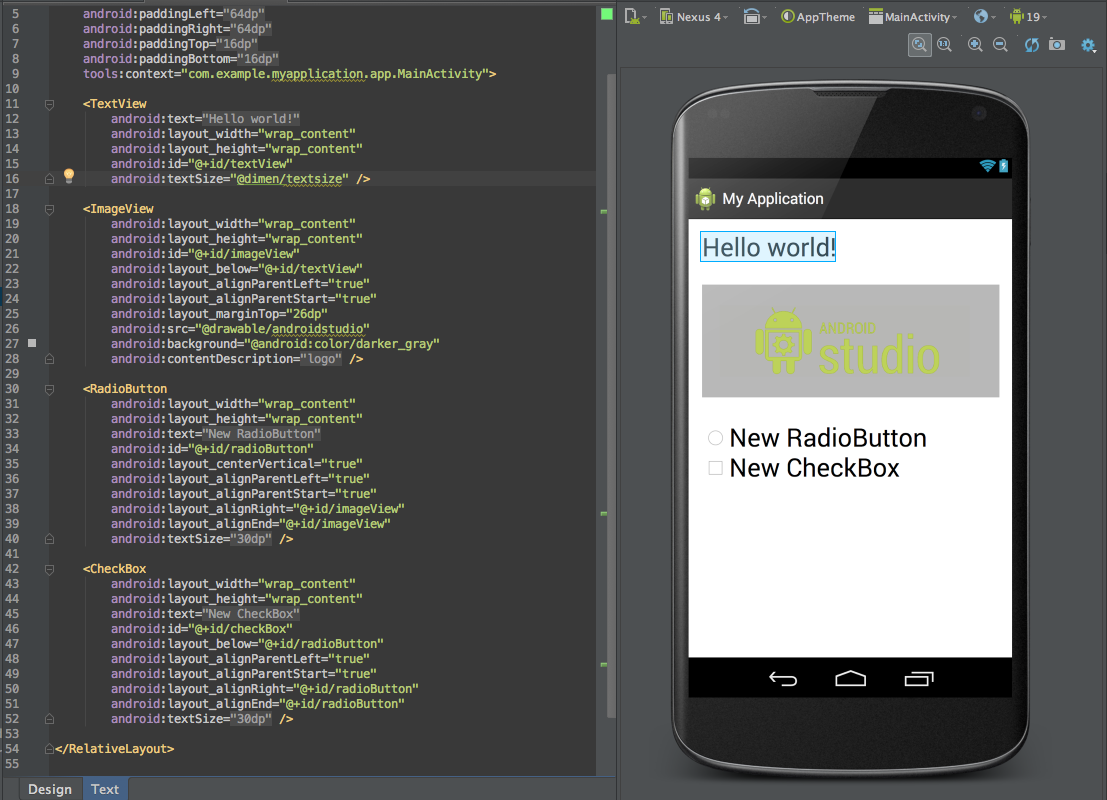 5 android:paddingLeft="64dp"
6 android:paddingRight="64dp"
7 android:paddingTop="16dp"
8 android:paddingBottom="16dp"
9 tools:context="com.example.myapplication.app.MainActivity">
10
11 <TextView
12 android:text="Hello world!"
13 android:layout_width="wrap_content"
14 android:layout_height="wrap_content"
15 android:id="@+id/textView"
16 android:textSize="@dimen/textsize" />
17
18 <ImageView
19 android:layout_width="wrap_content"
20 android:layout_height="wrap_content"
21 android:id="@+id/imageView"
22 android:layout_below="@+id/textView"
23 android:layout_alignParentLeft="true"
24 android:layout_alignParentStart="true"
25 android:layout_marginTop="26dp"
26 android:src="@drawable/androidstudio"
27 android:background="@android:color/darker_gray"
28 android:contentDescription="logo" />
29
30 <RadioButton
31 android:layout_width="wrap_content"
32 android:layout_height="wrap_content"
33 android:text="New RadioButton"
34 android:id="@+id/radioButton"
35 android:layout_centerVertical="true"
36 android:layout_alignParentLeft="true"
37 android:layout_alignParentStart="true"
38 android:layout_alignRight="@+id/imageView"
39 android:layout_alignEnd="@+id/imageView"
40 android:textSize="30dp" />
41
42 <CheckBox
43 android:layout_width="wrap_content"
44 android:layout_height="wrap_content"
45 android:text="New CheckBox"
46 android:id="@+id/checkBox"
47 android:layout_below="@+id/radioButton"
48 android:layout_alignParentLeft="true"
49 android:layout_alignParentStart="true"
50 android:layout_alignRight="@+id/radioButton"
51 android:layout_alignEnd="@+id/radioButton"
52 android:textSize="30dp" />
53
54 </RelativeLayout>
55
Design Text
Nexus 4 AppTheme MainActivity 19
1:1
My Application
Hello world!
ANDROID
studio
New RadioButton
New CheckBox